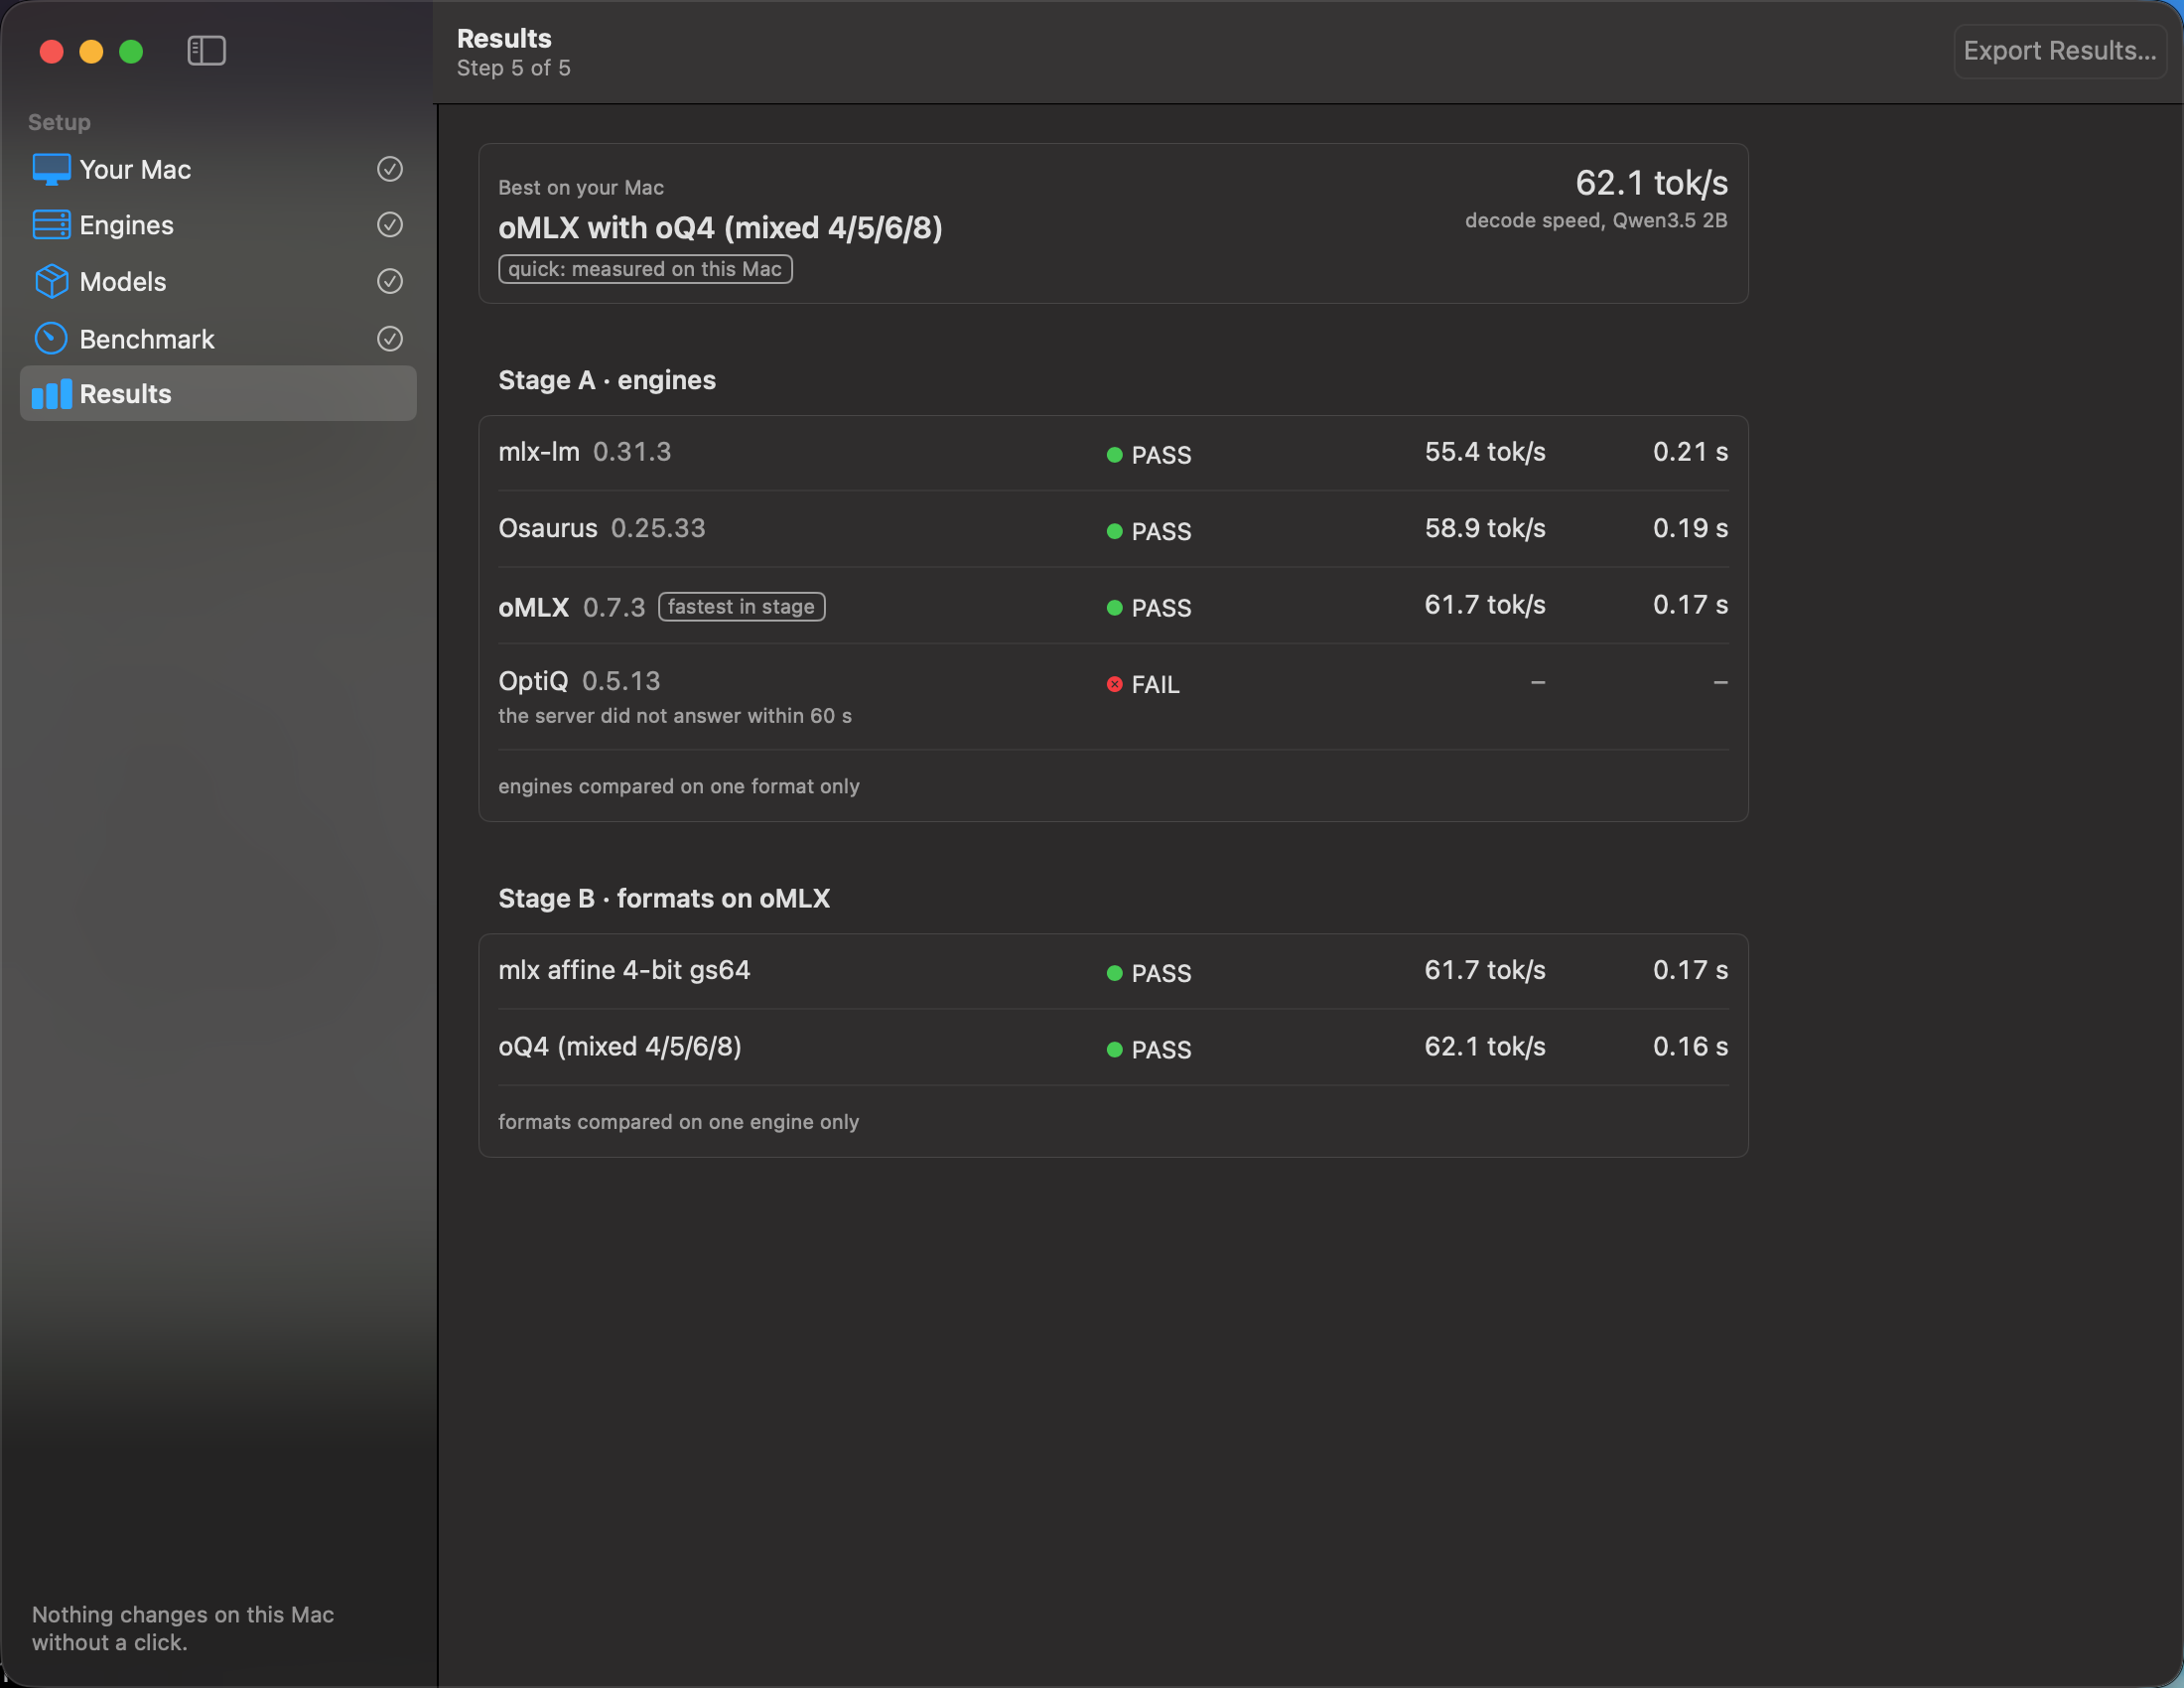 Results
Step 5 of 5
Export Results...
Setup
Your Mac
Engines
Models
Benchmark
Results
Nothing changes on this Mac
without a click.
Best on your Mac
oMLX with oQ4 (mixed 4/5/6/8)
quick: measured on this Mac
62.1 tok/s
decode speed, Qwen3.5 2B
Stage A · engines
mlx-lm 0.31.3 PASS 55.4 tok/s 0.21 s
Osaurus 0.25.33 PASS 58.9 tok/s 0.19 s
oMLX 0.7.3 fastest in stage PASS 61.7 tok/s 0.17 s
OptiQ 0.5.13 FAIL – –
the server did not answer within 60 s
engines compared on one format only
Stage B · formats on oMLX
mlx affine 4-bit gs64 PASS 61.7 tok/s 0.17 s
oQ4 (mixed 4/5/6/8) PASS 62.1 tok/s 0.16 s
formats compared on one engine only